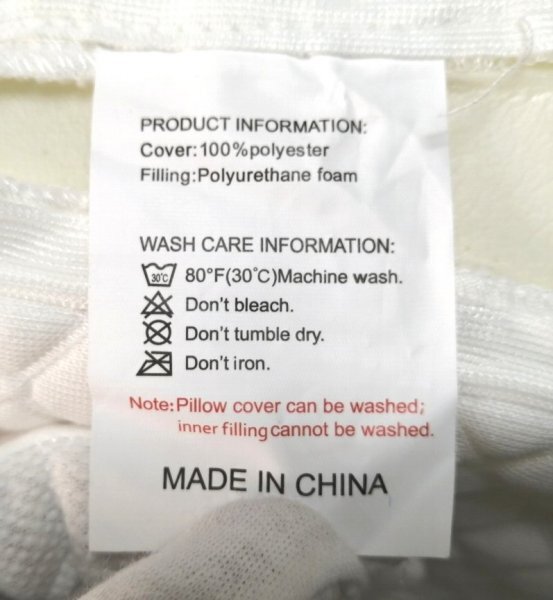 PRODUCT INFORMATION:
Cover:100%polyester
Filling:Polyurethane foam
WASH CARE INFORMATION:
30°C 80°F(30°C)Machine wash.
Don't bleach.
Don't tumble dry.
Don't iron.
Note:Pillow cover can be washed;
inner filling cannot be washed.
MADE IN CHINA